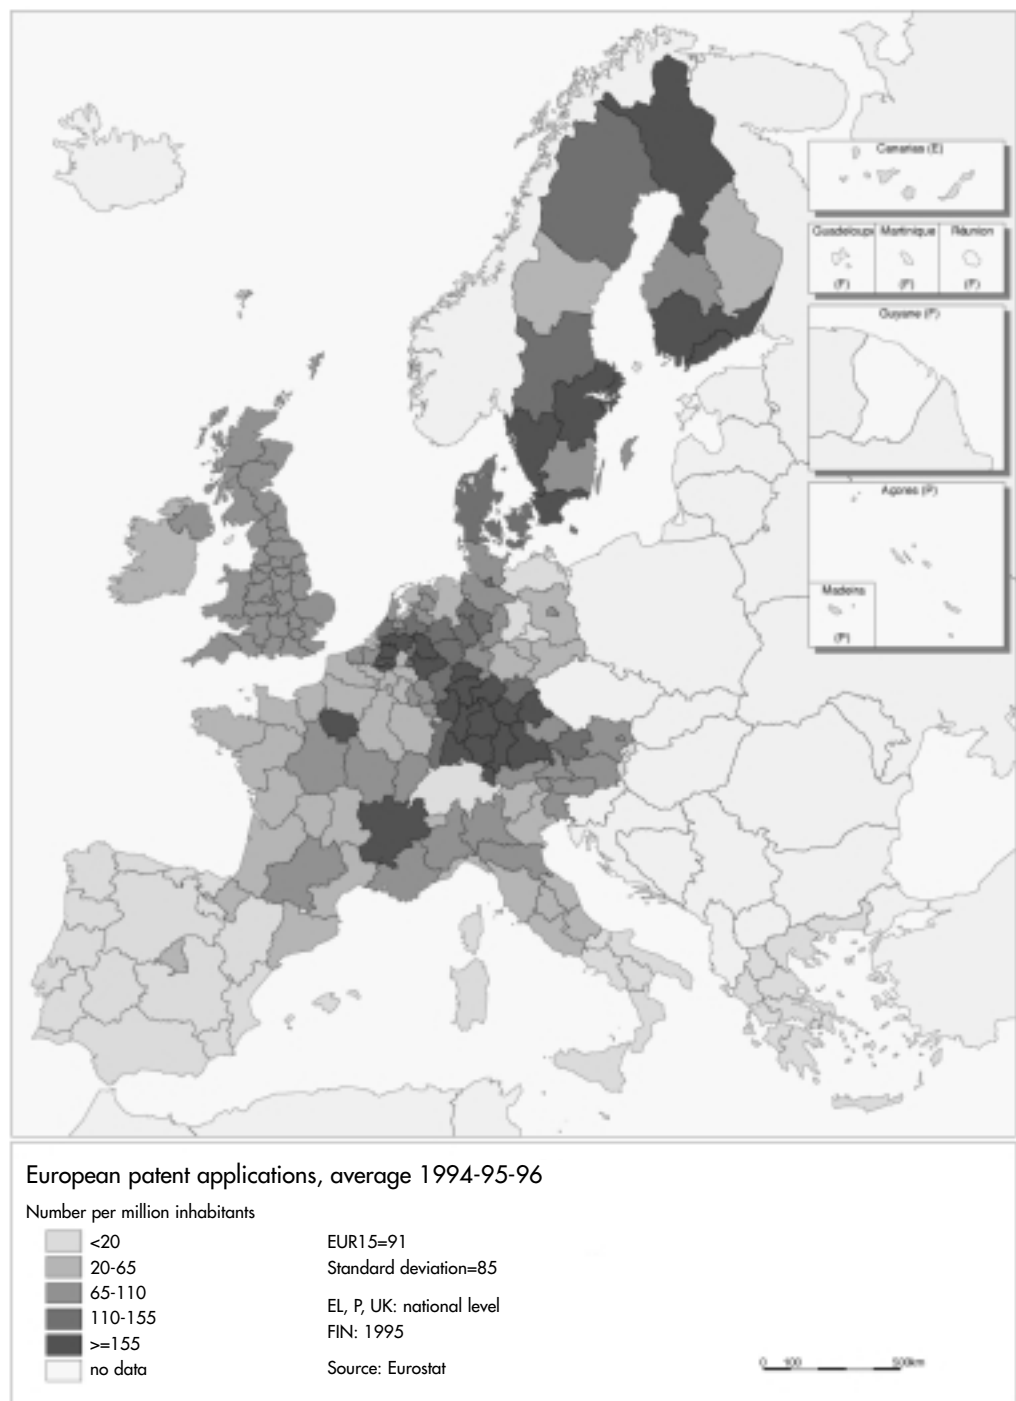 Canarias (E)
Guadeloupe Martinique Réunion
(F) (F) (F)
Guyane (F)
Açores (P)
Madeira
(P)
European patent applications, average 1994-95-96
Number per million inhabitants
<20
20-65
65-110
110-155
>=155
no data
EUR15=91
Standard deviation=85
EL, P, UK: national level
FIN: 1995
Source: Eurostat
0 100 500km